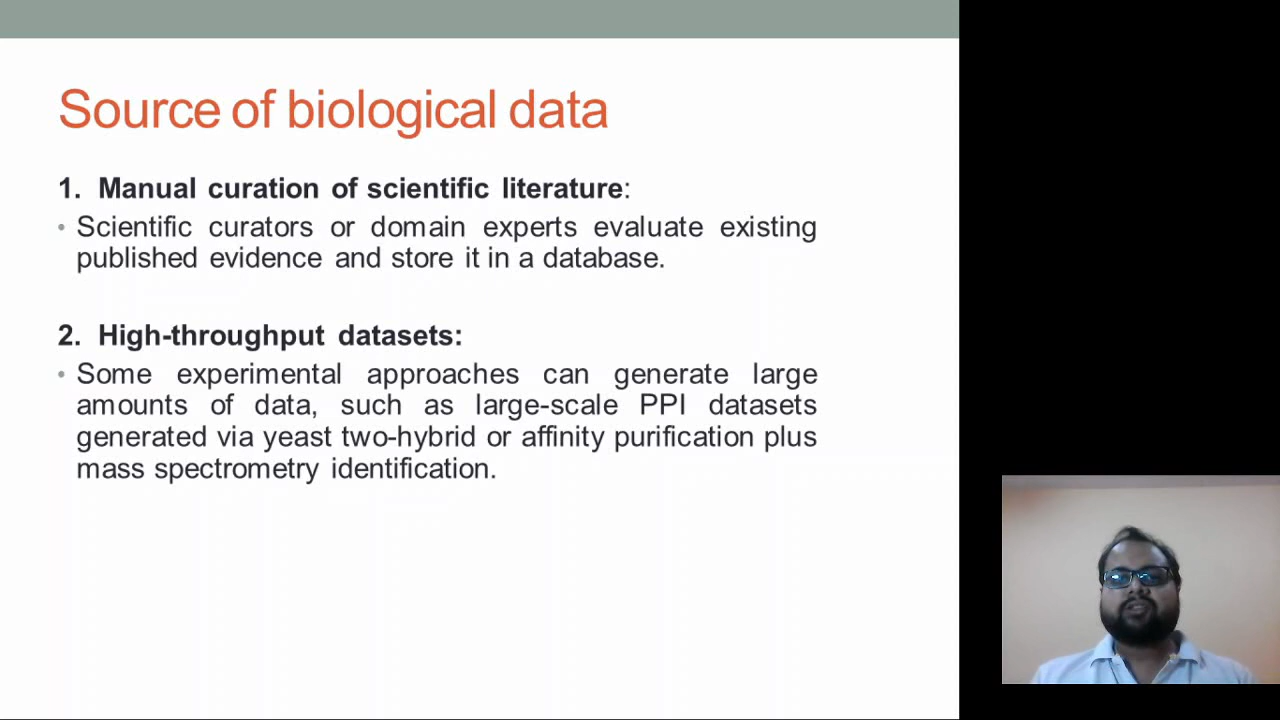 Source of biological data
1. Manual curation of scientific literature:
• Scientific curators or domain experts evaluate existing
published evidence and store it in a database.
2. High-throughput datasets:
• Some experimental approaches can generate large
amounts of data, such as large-scale PPI datasets
generated via yeast two-hybrid or affinity purification plus
mass spectrometry identification.